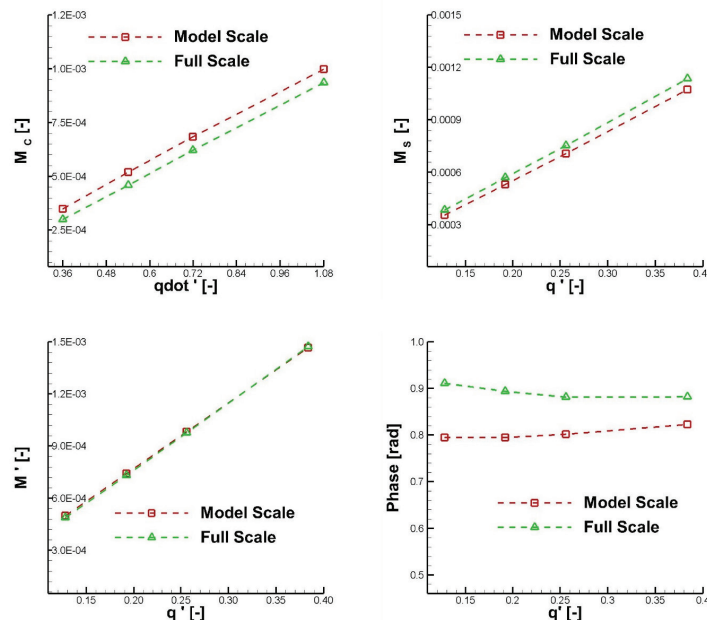 1.2E-03
1.0E-03
7.5E-04
5.0E-04
2.5E-04
M C [-]
Model Scale
Full Scale
0.36 0.48 0.6 0.72 0.84 0.96 1.08
qdot ' [-]
0.0015
0.0012
0.0009
0.0006
0.0003
M s [-]
Model Scale
Full Scale
0.15 0.2 0.25 0.3 0.35 0.4
q ' [-]
1.5E-03
1.2E-03
9.0E-04
6.0E-04
3.0E-04
M ' [-]
Model Scale
Full Scale
0.15 0.20 0.25 0.30 0.35 0.40
q ' [-]
1.0
0.9
0.8
0.7
0.6
0.5
Phase [rad]
Model Scale
Full Scale
0.15 0.2 0.25 0.3 0.35 0.4
q' [-]